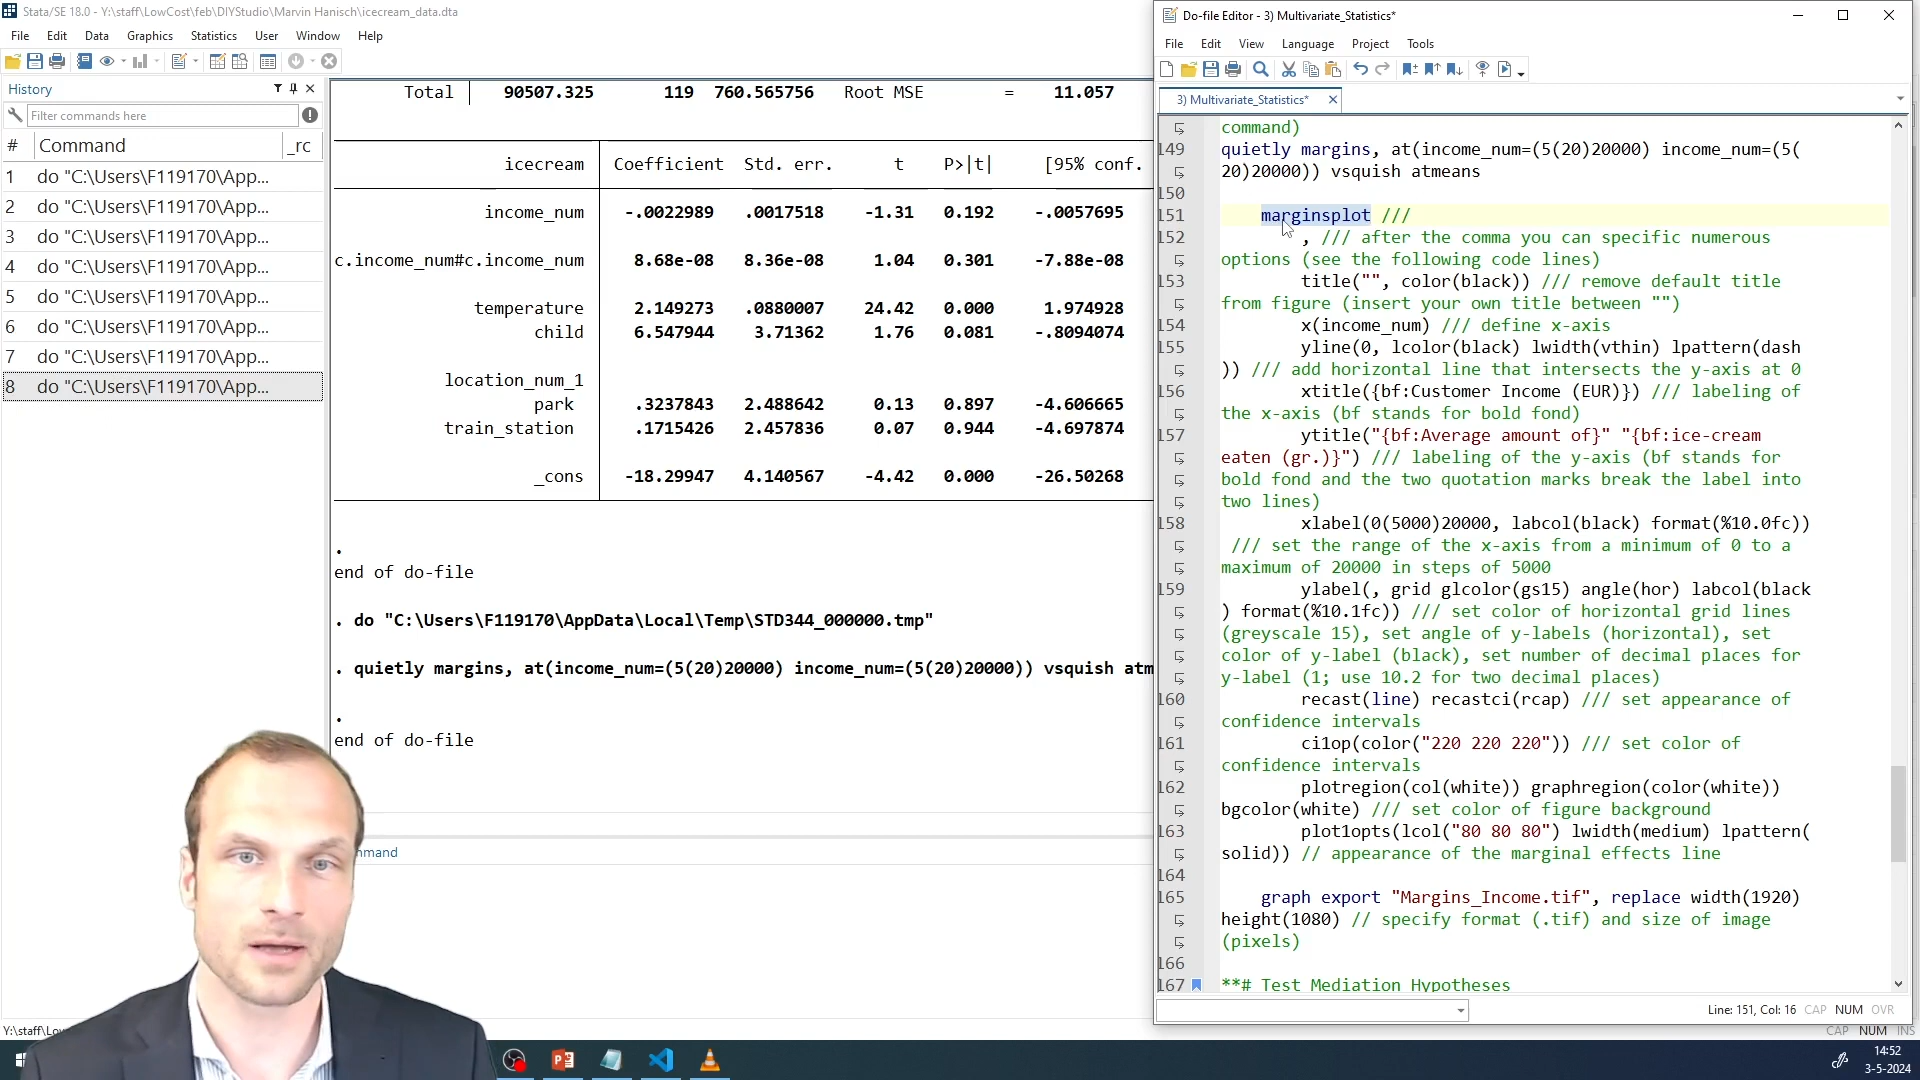 Stata/SE 18.0 - Y:\staff\LowCost\feb\DIYStudio\Marvin Hanisch\icecream_data.dta
File Edit Data Graphics Statistics User Window Help
History
Filter commands here
# Command _rc
1 do "C:\Users\F119170\App...
2 do "C:\Users\F119170\App...
3 do "C:\Users\F119170\App...
4 do "C:\Users\F119170\App...
5 do "C:\Users\F119170\App...
6 do "C:\Users\F119170\App...
7 do "C:\Users\F119170\App...
8 do "C:\Users\F119170\App...
Total 90507.325 119 760.565756 Root MSE = 11.057
icecream Coefficient Std. err. t P>|t| [95% conf.
income_num -.0022989 .0017518 -1.31 0.192 -.0057695
c.income_num#c.income_num 8.68e-08 8.36e-08 1.04 0.301 -7.88e-08
temperature 2.149273 .0880007 24.42 0.000 1.974928
child 6.547944 3.71362 1.76 0.081 -.8094074
location_num_1
park .3237843 2.488642 0.13 0.897 -4.606665
train_station .1715426 2.457836 0.07 0.944 -4.697874
_cons -18.29947 4.140567 -4.42 0.000 -26.50268
.
end of do-file
. do "C:\Users\F119170\AppData\Local\Temp\STD344_000000.tmp"
. quietly margins, at(income_num=(5(20)20000) income_num=(5(20)20000)) vsquish atm
.
end of do-file
mmand
Y:\staff\Low
CAP NUM INS
Do-file Editor - 3) Multivariate_Statistics*
File Edit View Language Project Tools
3) Multivariate_Statistics*
command)
149 quietly margins, at(income_num=(5(20)20000) income_num=(5(
20)20000)) vsquish atmeans
150
151 marginsplot ///
152 , /// after the comma you can specific numerous
options (see the following code lines)
153 title("", color(black)) /// remove default title
from figure (insert your own title between "")
154 x(income_num) /// define x-axis
155 yline(0, lcolor(black) lwidth(vthin) lpattern(dash
)) /// add horizontal line that intersects the y-axis at 0
156 xtitle({bf:Customer Income (EUR)}) /// labeling of
the x-axis (bf stands for bold fond)
157 ytitle("{bf:Average amount of}" "{bf:ice-cream
eaten (gr.)}") /// labeling of the y-axis (bf stands for
bold fond and the two quotation marks break the label into
two lines)
158 xlabel(0(5000)20000, labcol(black) format(%10.0fc))
/// set the range of the x-axis from a minimum of 0 to a
maximum of 20000 in steps of 5000
159 ylabel(, grid glcolor(gs15) angle(hor) labcol(black
) format(%10.1fc)) /// set color of horizontal grid lines
(greyscale 15), set angle of y-labels (horizontal), set
color of y-label (black), set number of decimal places for
y-label (1; use 10.2 for two decimal places)
160 recast(line) recastci(rcap) /// set appearance of
confidence intervals
161 ci1op(color("220 220 220")) /// set color of
confidence intervals
162 plotregion(col(white)) graphregion(color(white))
bgcolor(white) /// set color of figure background
163 plot1opts(lcol("80 80 80") lwidth(medium) lpattern(
solid)) // appearance of the marginal effects line
164
165 graph export "Margins_Income.tif", replace width(1920)
height(1080) // specify format (.tif) and size of image
(pixels)
166
167 **# Test Mediation Hypotheses
Line: 151, Col: 16 CAP NUM OVR
14:52
3-5-2024